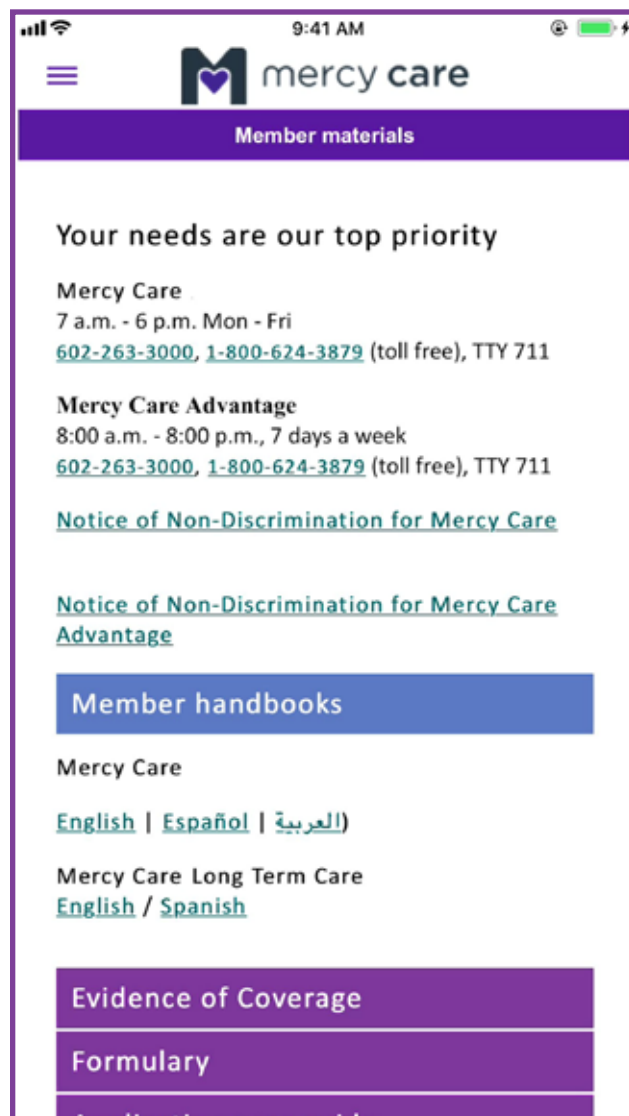 9:41 AM
mercy care
Member materials
Your needs are our top priority
Mercy Care
7 a.m. - 6 p.m. Mon - Fri
602-263-3000, 1-800-624-3879 (toll free), TTY 711
Mercy Care Advantage
8:00 a.m. - 8:00 p.m., 7 days a week
602-263-3000, 1-800-624-3879 (toll free), TTY 711
Notice of Non-Discrimination for Mercy Care
Notice of Non-Discrimination for Mercy Care
Advantage
Member handbooks
Mercy Care
English | Español | العربية)
Mercy Care Long Term Care
English / Spanish
Evidence of Coverage
Formulary